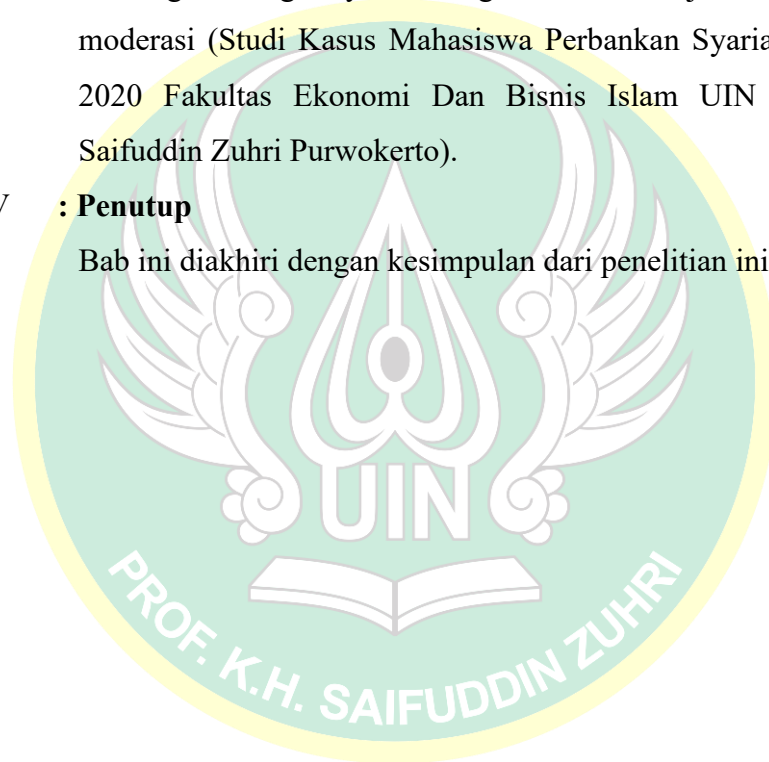 moderasi (Studi Kasus Mahasiswa Perbankan
2020 Fakultas Ekonomi Dan Bisnis Islam UIN
Saifuddin Zuhri Purwokerto).
: Penutup
Bab ini diakhiri dengan kesimpulan dari penelitian ini
UIN
PROF. K.H. SAIFUDDIN ZUHRI